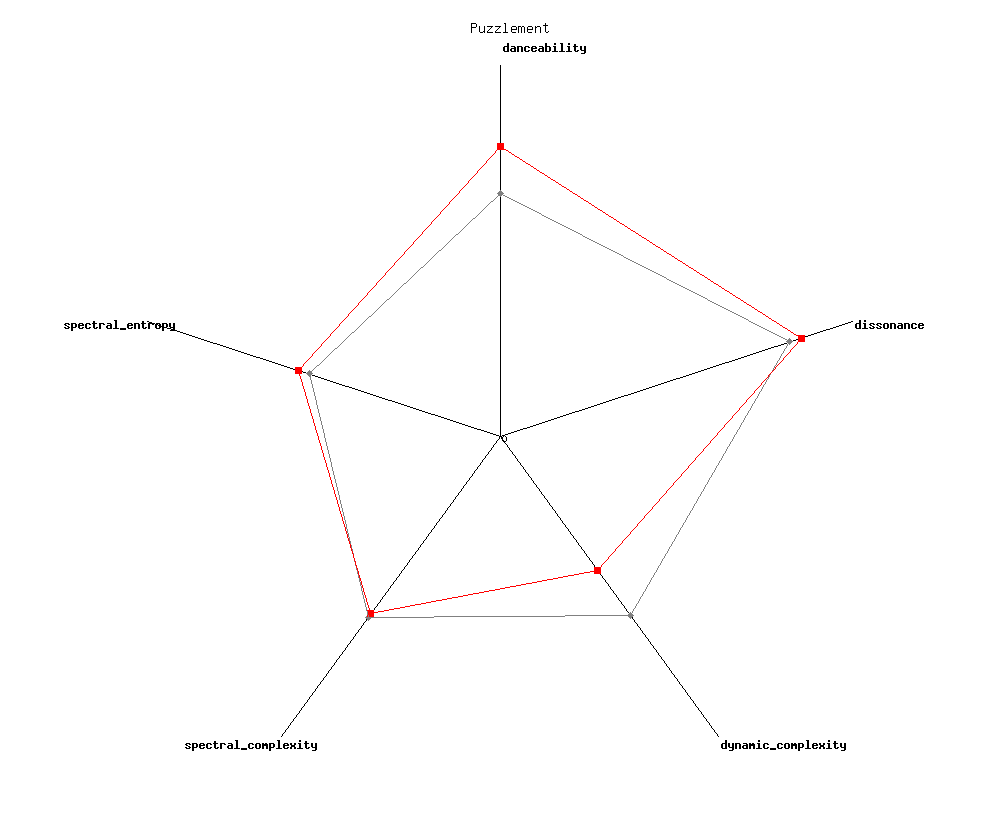 Puzzlement
danceability
spectral_entropy
dissonance
0
spectral_complexity
dynamic_complexity